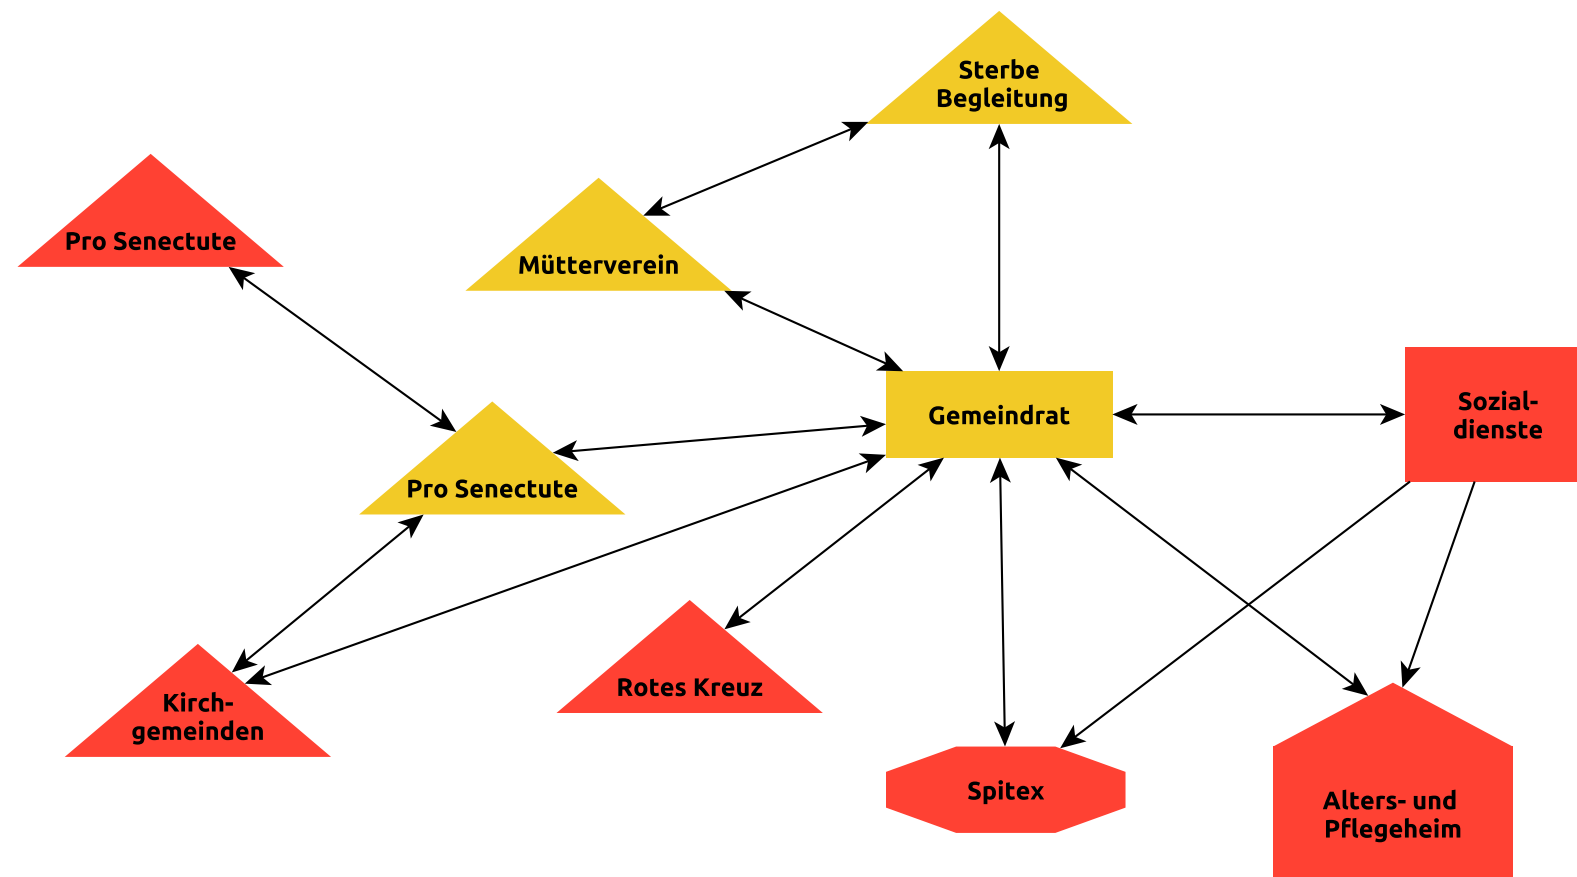 Sterbe
Begleitung
Pro Senectute
Mütterverein
Gemeindrat
Sozial-
dienste
Pro Senectute
Kirch-
gemeinden
Rotes Kreuz
Spitex
Alters- und
Pflegeheim